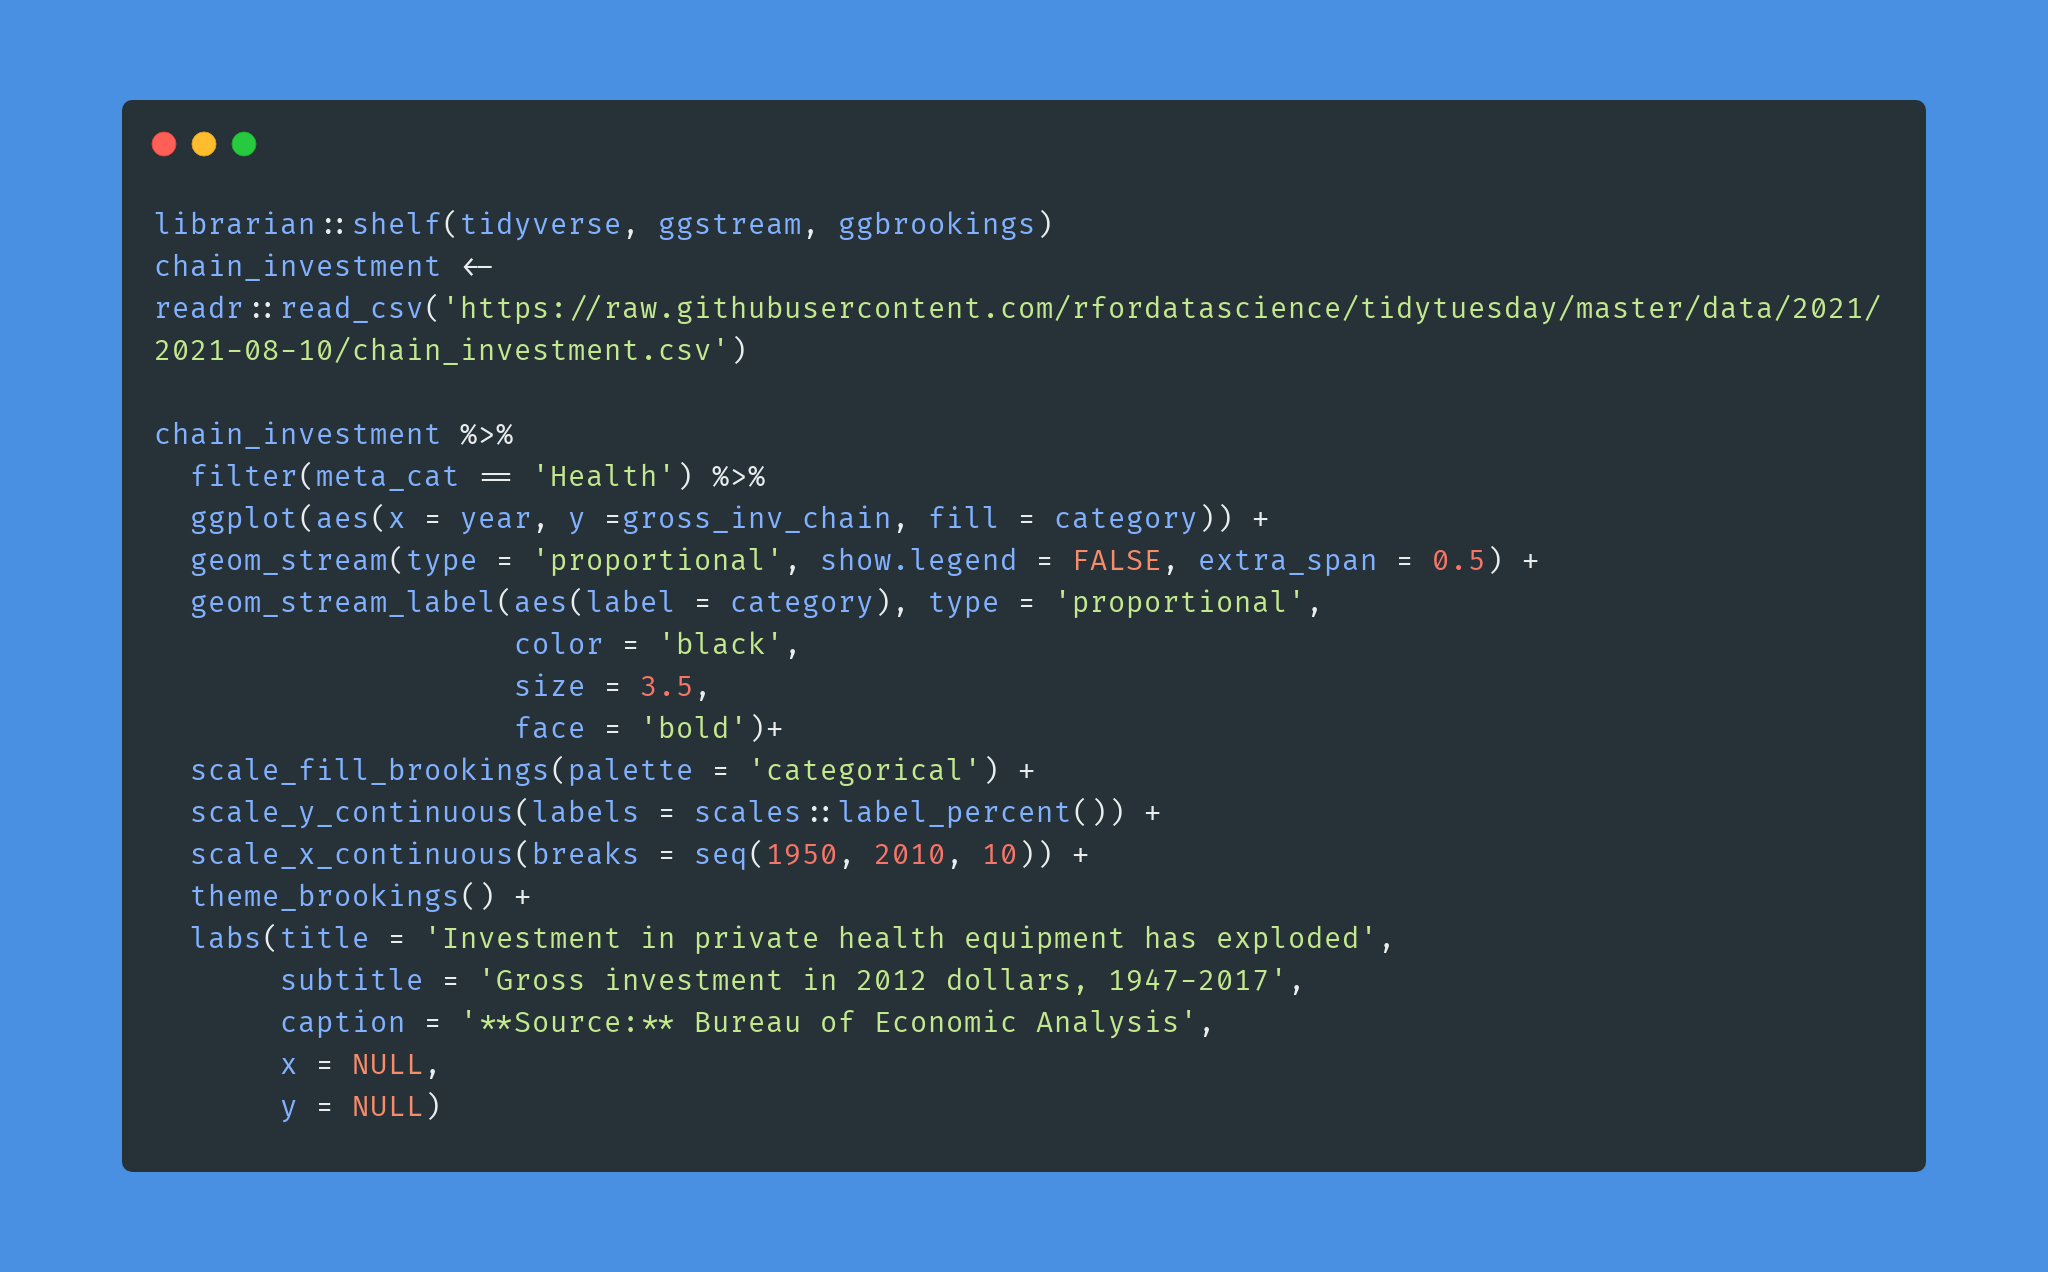 librarian::shelf(tidyverse, ggstream, ggbrookings)
chain_investment <-
readr::read_csv('https://raw.githubusercontent.com/rfordatascience/tidytuesday/master/data/2021/
2021-08-10/chain_investment.csv')

chain_investment %>%
  filter(meta_cat == 'Health') %>%
  ggplot(aes(x = year, y =gross_inv_chain, fill = category)) +
  geom_stream(type = 'proportional', show.legend = FALSE, extra_span = 0.5) +
  geom_stream_label(aes(label = category), type = 'proportional',
                    color = 'black',
                    size = 3.5,
                    face = 'bold')+
  scale_fill_brookings(palette = 'categorical') +
  scale_y_continuous(labels = scales::label_percent()) +
  scale_x_continuous(breaks = seq(1950, 2010, 10)) +
  theme_brookings() +
  labs(title = 'Investment in private health equipment has exploded',
       subtitle = 'Gross investment in 2012 dollars, 1947-2017',
       caption = '**Source:** Bureau of Economic Analysis',
       x = NULL,
       y = NULL)